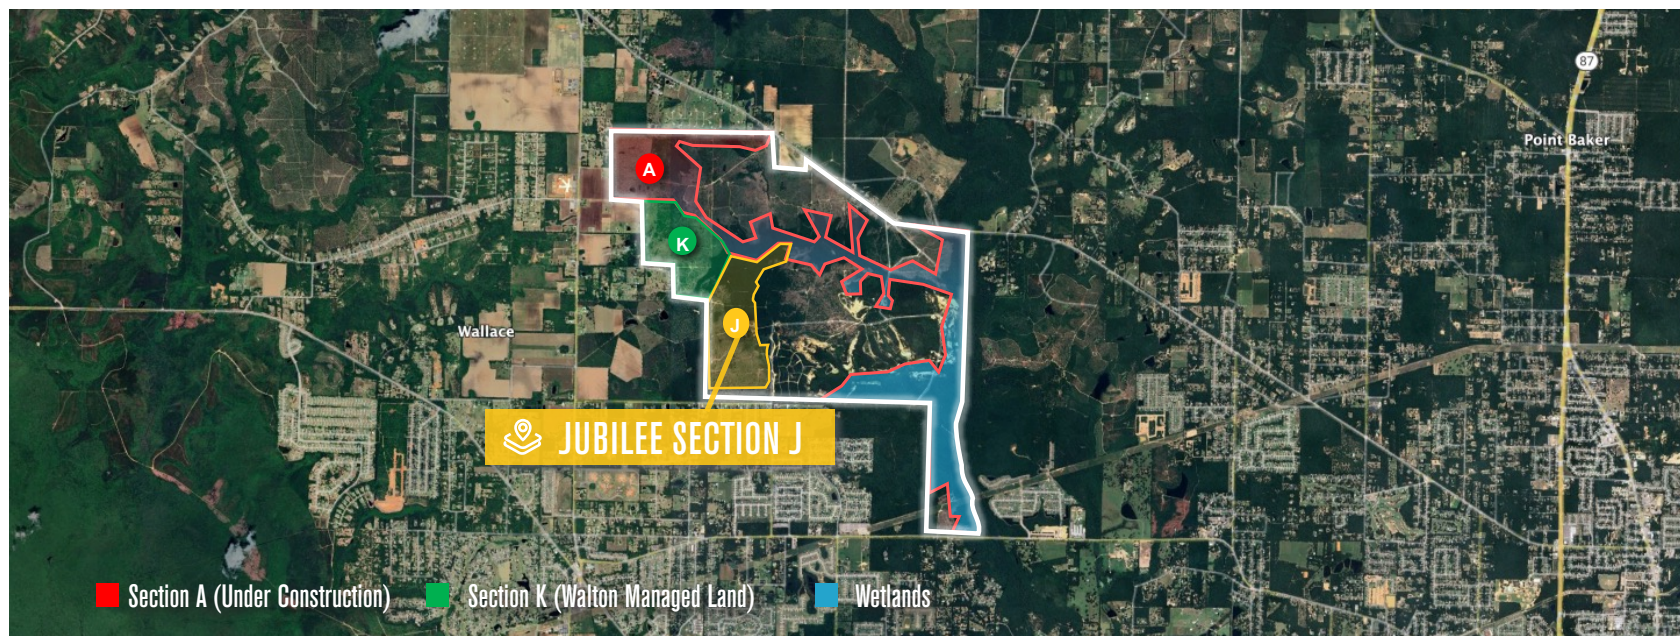 87
Point Baker
A
K
Wallace
J
JUBILEE SECTION J
Section A (Under Construction)
Section K (Walton Managed Land)
Wetlands